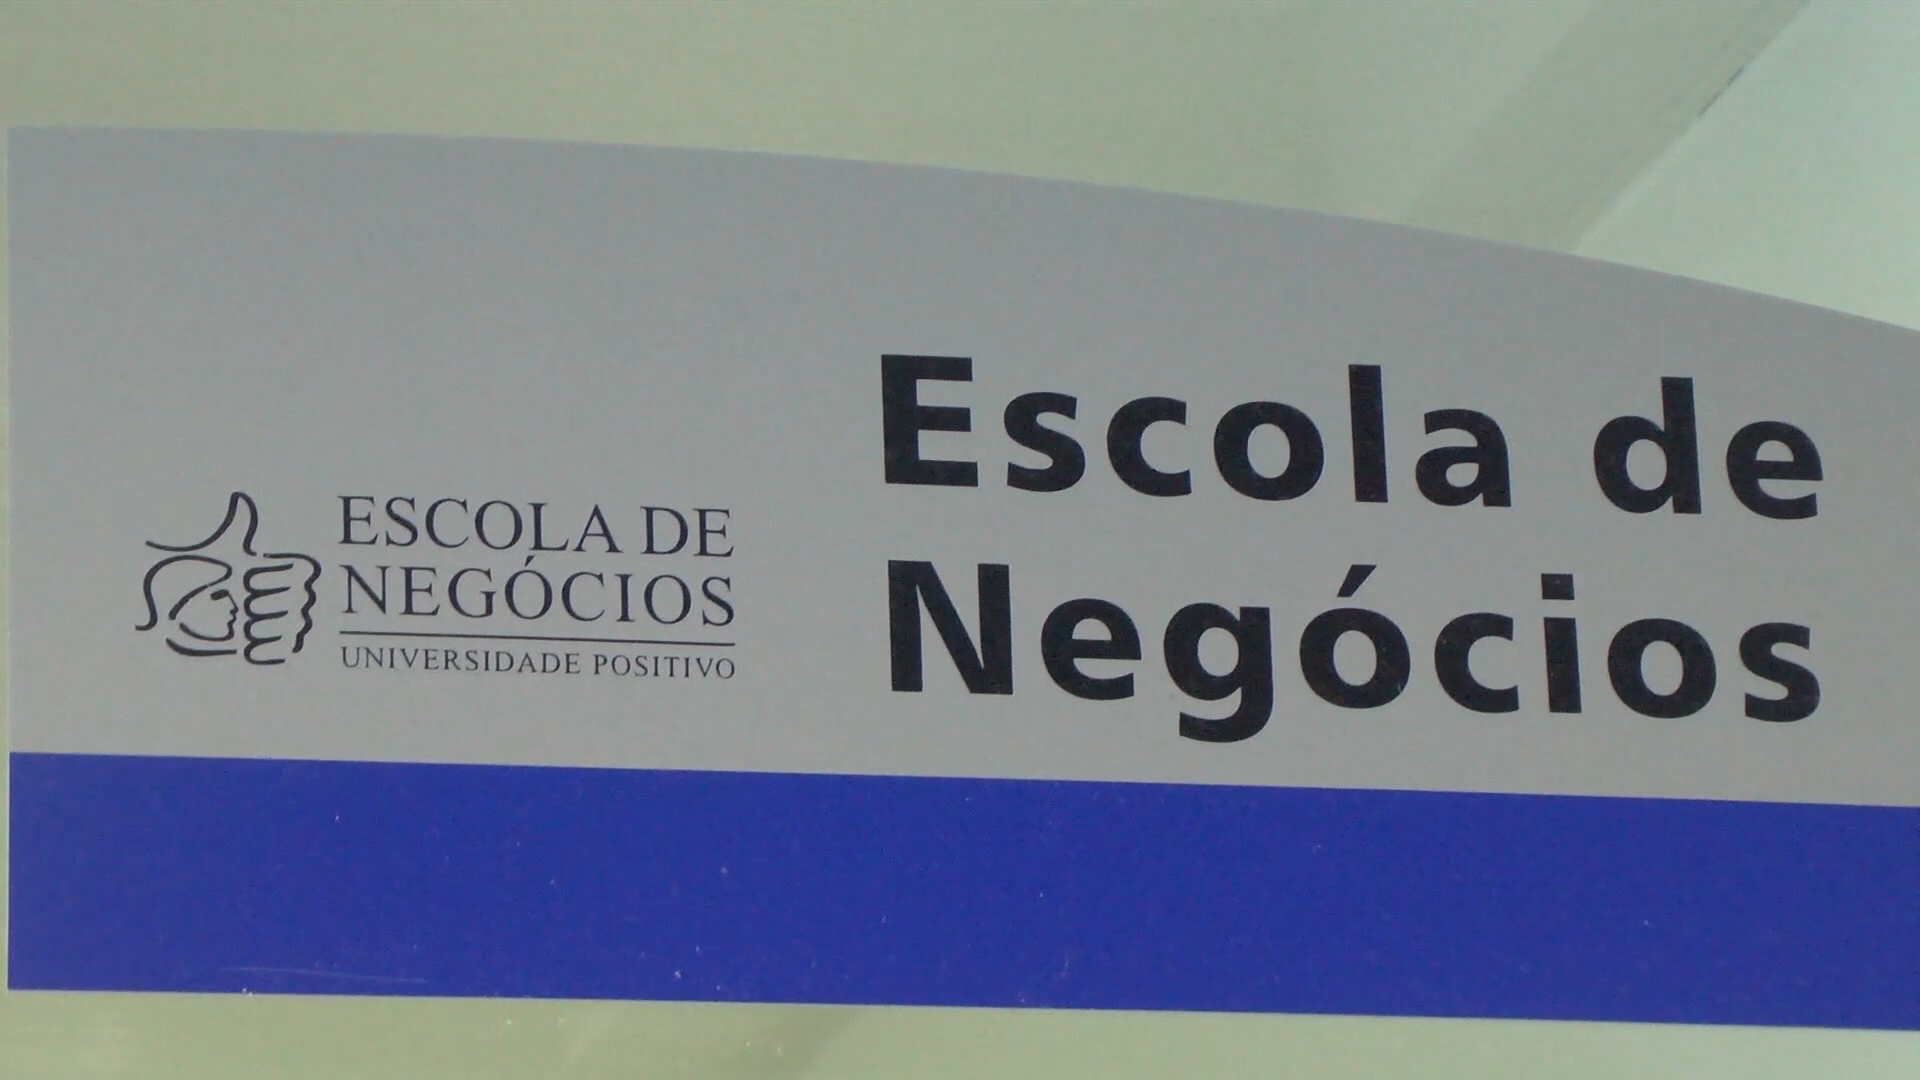 ESCOLA DE
NEGÓCIOS
UNIVERSIDADE POSITIVO
Escola de
Negócios